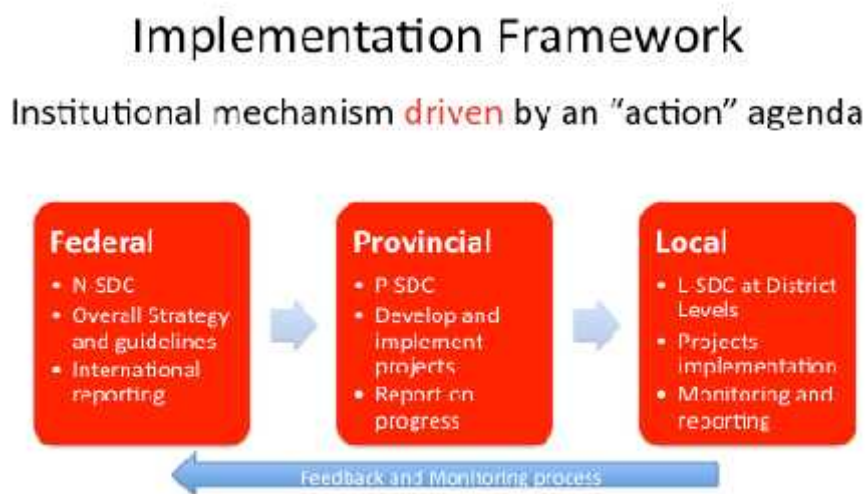 Implementation Framework
Institutional mechanism driven by an “action” agenda
Federal
• N-SDC
• Overall Strategy
and guidelines
• International
reporting
Provincial
• P-SDC
• Develop and
implement
projects
• Report on
progress
Local
• L-SDC at District
Levels
• Projects
implementation
• Monitoring and
reporting
Feedback and Monitoring process